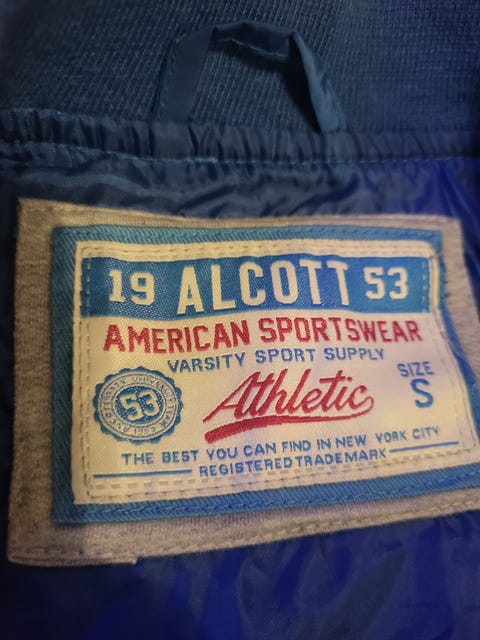 19 ALCOTT 53
AMERICAN SPORTSWEAR
VARSITY SPORT SUPPLY
Athletic
SIZE
S
53
THE BEST YOU CAN FIND IN NEW YORK CITY
REGISTERED TRADEMARK